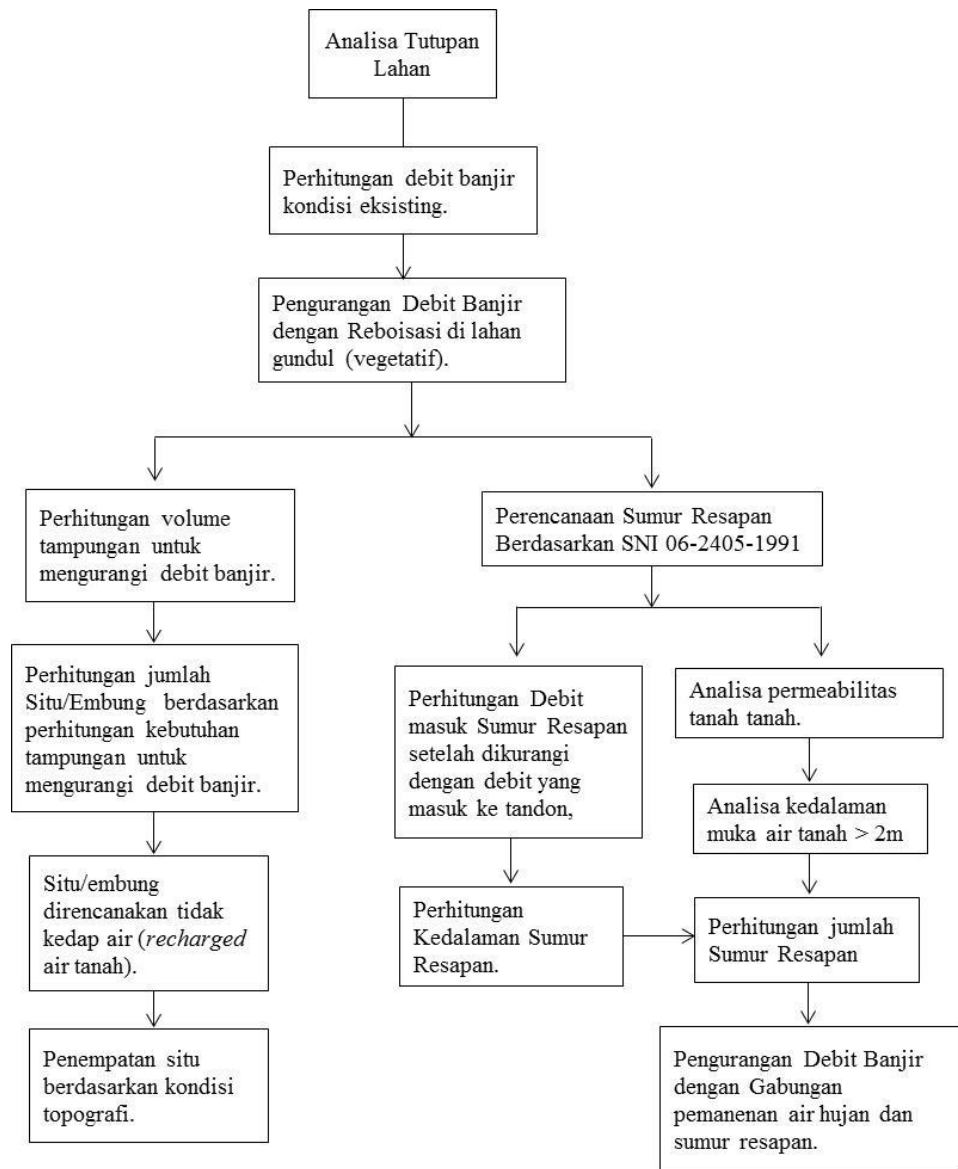 Analisa Tutupan
Lahan
Perhitungan debit banjir
kondisi eksisting.
Pengurangan Debit Banjir
dengan Reboisasi di lahan
gundul (vegetatif).
Perhitungan volume
tampungan untuk
mengurangi debit banjir.
Perhitungan jumlah
Situ/Embung berdasarkan
perhitungan kebutuhan
tampungan untuk
mengurangi debit banjir.
Situ/embung
direncanakan tidak
kedap air (recharged
air tanah).
Penempatan situ
berdasarkan kondisi
topografi.
Perencanaan Sumur Resapan
Berdasarkan SNI 06-2405-1991
Perhitungan Debit
masuk Sumur Resapan
setelah dikurangi
dengan debit yang
masuk ke tandon,
Perhitungan
Kedalaman Sumur
Resapan.
Analisa permeabilitas
tanah tanah.
Analisa kedalaman
muka air tanah > 2m
Perhitungan jumlah
Sumur Resapan
Pengurangan Debit Banjir
dengan Gabungan
pemanenan air hujan dan
sumur resapan.